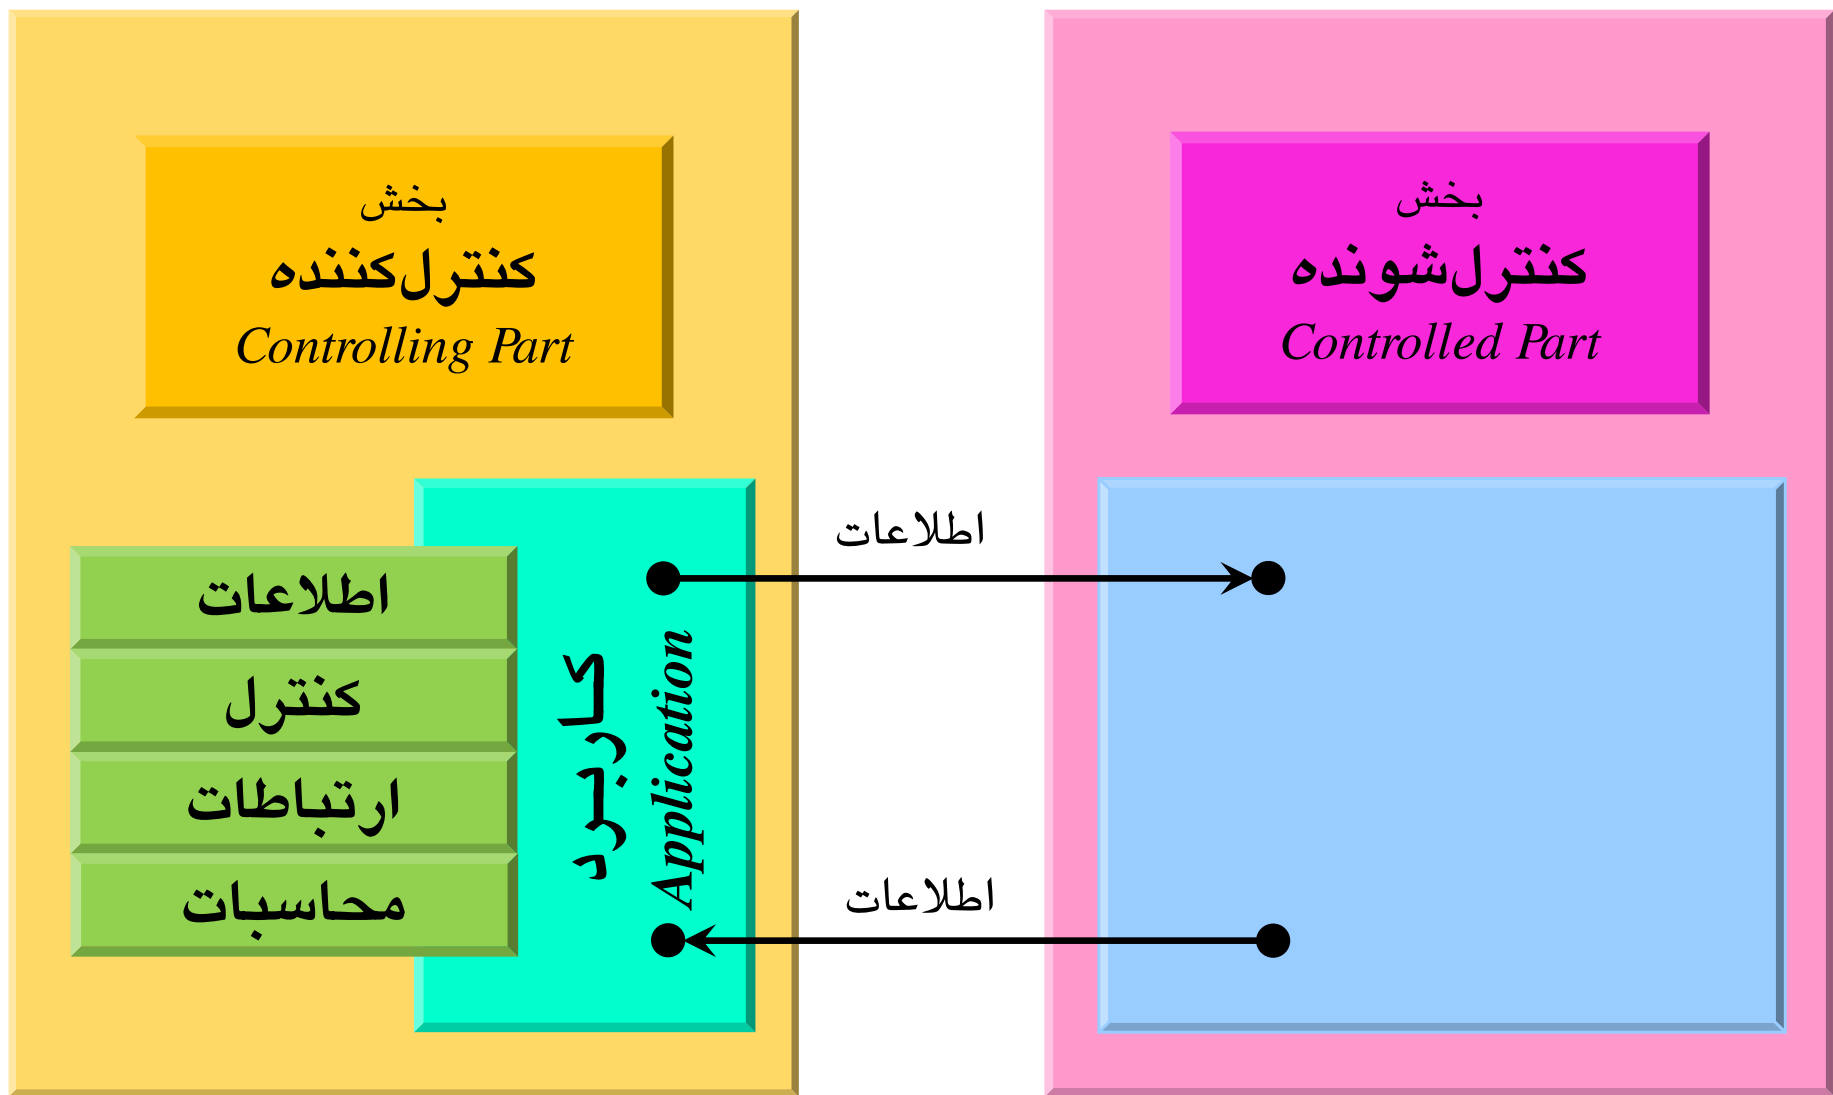 بخش
کنترل‌کننده
Controlling Part
بخش
کنترل‌شونده
Controlled Part
اطلاعات
کنترل
ارتباطات
محاسبات
کاربرد
Application
اطلاعات
اطلاعات